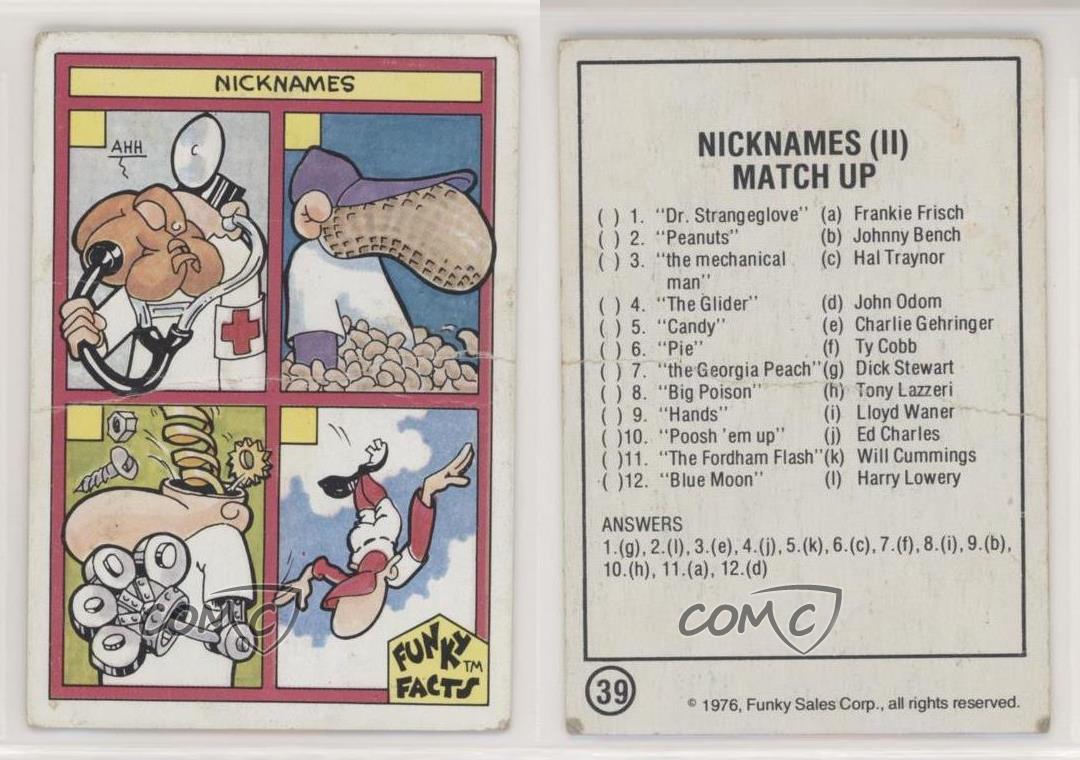 NICKNAMES
AHH
FUNKY TM
FACTS
COMC
NICKNAMES (II)
MATCH UP
( ) 1. "Dr. Strangeglove" (a) Frankie Frisch
( ) 2. "Peanuts" (b) Johnny Bench
( ) 3. "the mechanical (c) Hal Traynor
man"
( ) 4. "The Glider" (d) John Odom
( ) 5. "Candy" (e) Charlie Gehringer
( ) 6. "Pie" (f) Ty Cobb
( ) 7. "the Georgia Peach" (g) Dick Stewart
( ) 8. "Big Poison" (h) Tony Lazzeri
( ) 9. "Hands" (i) Lloyd Waner
( )10. "Poosh 'em up" (j) Ed Charles
( )11. "The Fordham Flash" (k) Will Cummings
( )12. "Blue Moon" (l) Harry Lowery
ANSWERS
1.(g), 2.(l), 3.(e), 4.(j), 5.(k), 6.(c), 7.(f), 8.(i), 9.(b),
10.(h), 11.(a), 12.(d)
COMC
39
© 1976, Funky Sales Corp., all rights reserved.